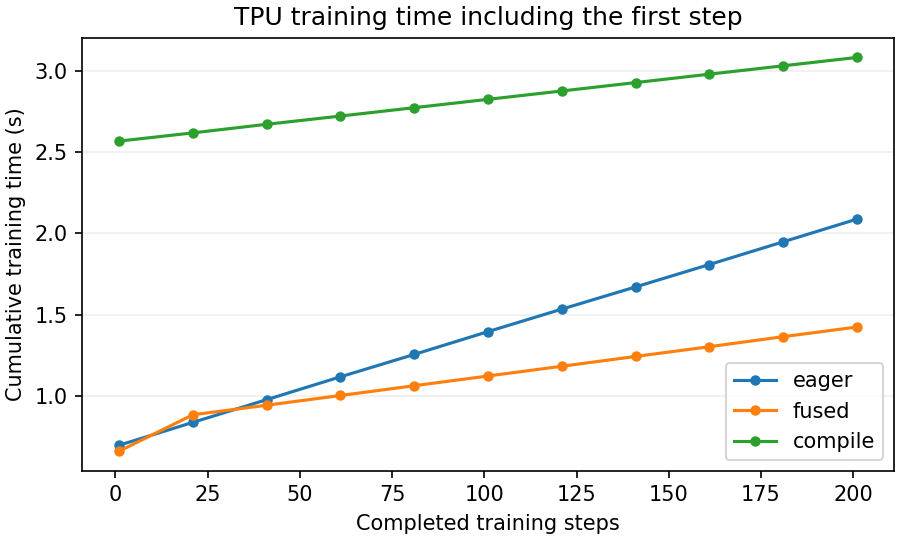 TPU training time including the first step
Cumulative training time (s)
3.0
2.5
2.0
1.5
1.0
0 25 50 75 100 125 150 175 200
Completed training steps
eager
fused
compile